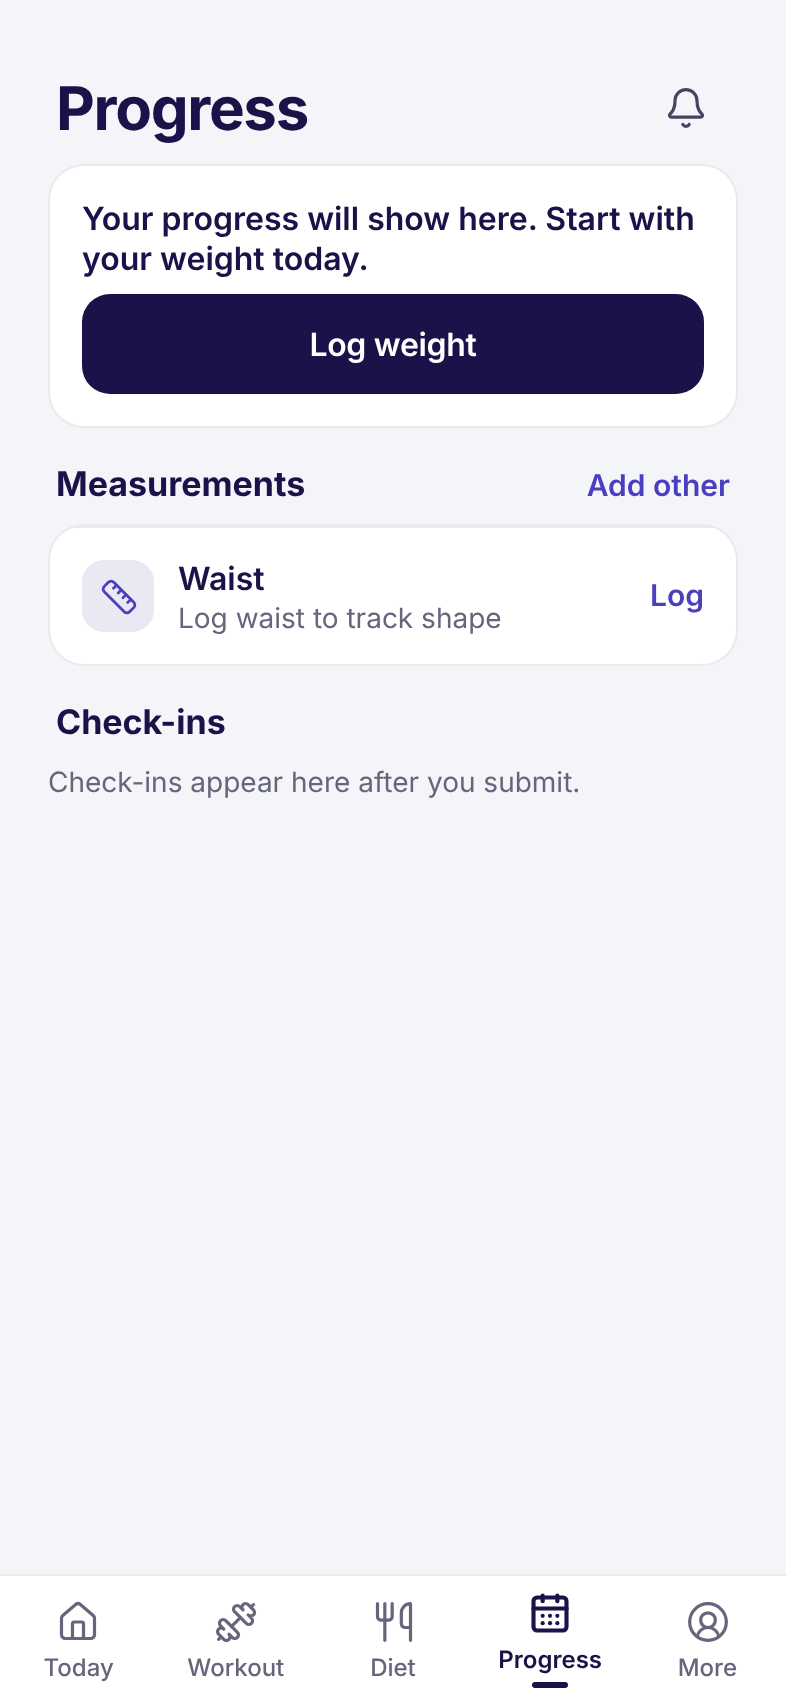 Progress
Your progress will show here. Start with
your weight today.
Log weight
Measurements
Add other
Waist
Log waist to track shape
Log
Check-ins
Check-ins appear here after you submit.
Today
Workout
Diet
Progress
More